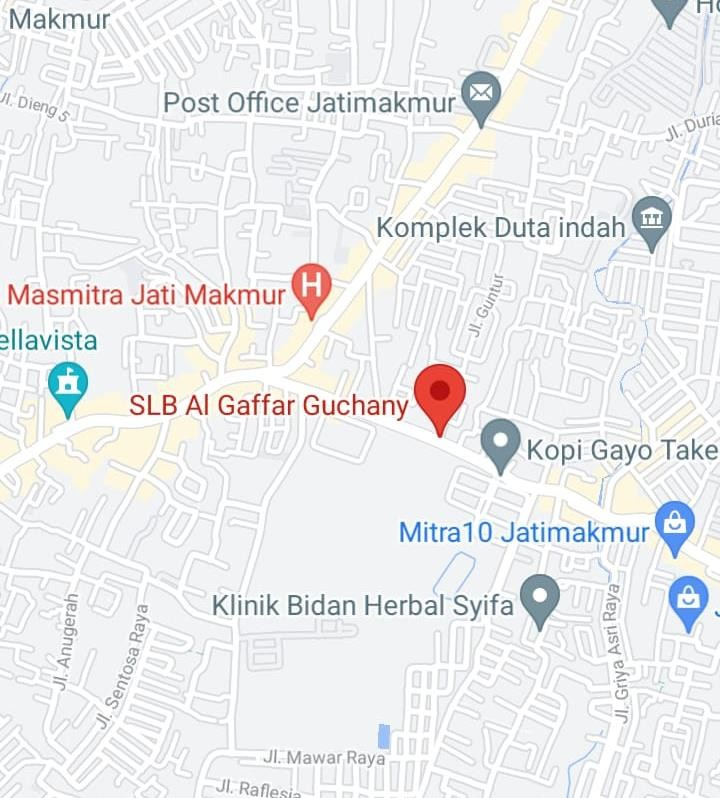 Makmur
Jl. Dieng 5
Post Office Jatimakmur
Komplek Duta indah
Masmitra Jati Makmur
H
Jl. Guntur
ellavista
SLB Al Gaffar Guchany
Kopi Gayo Take
Mitra10 Jatimakmur
Klinik Bidan Herbal Syifa
Jl. Anugerah
Jl. Sentosa Raya
Jl. Griya Asri Raya
Jl. Mawar Raya
Jl. Raflesia